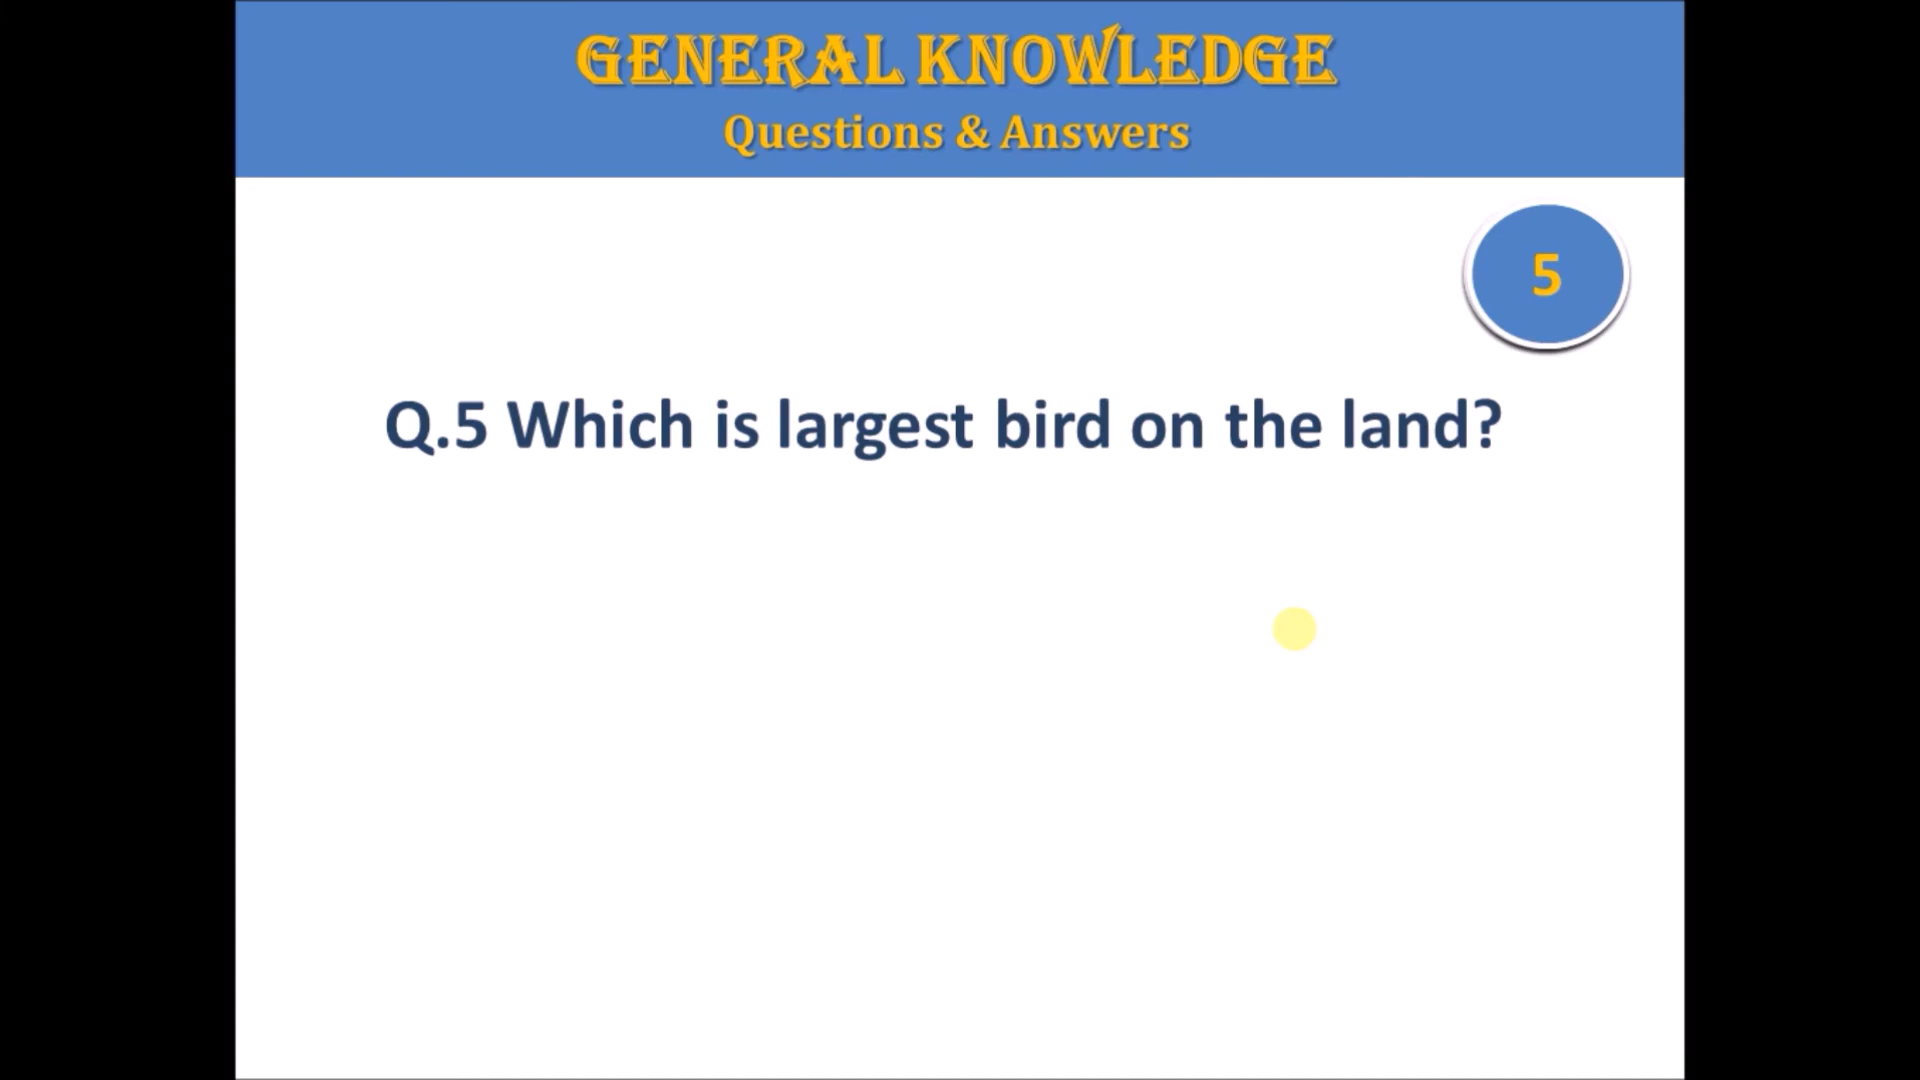 GENERAL KNOWLEDGE
Questions & Answers
5
Q.5 Which is largest bird on the land?